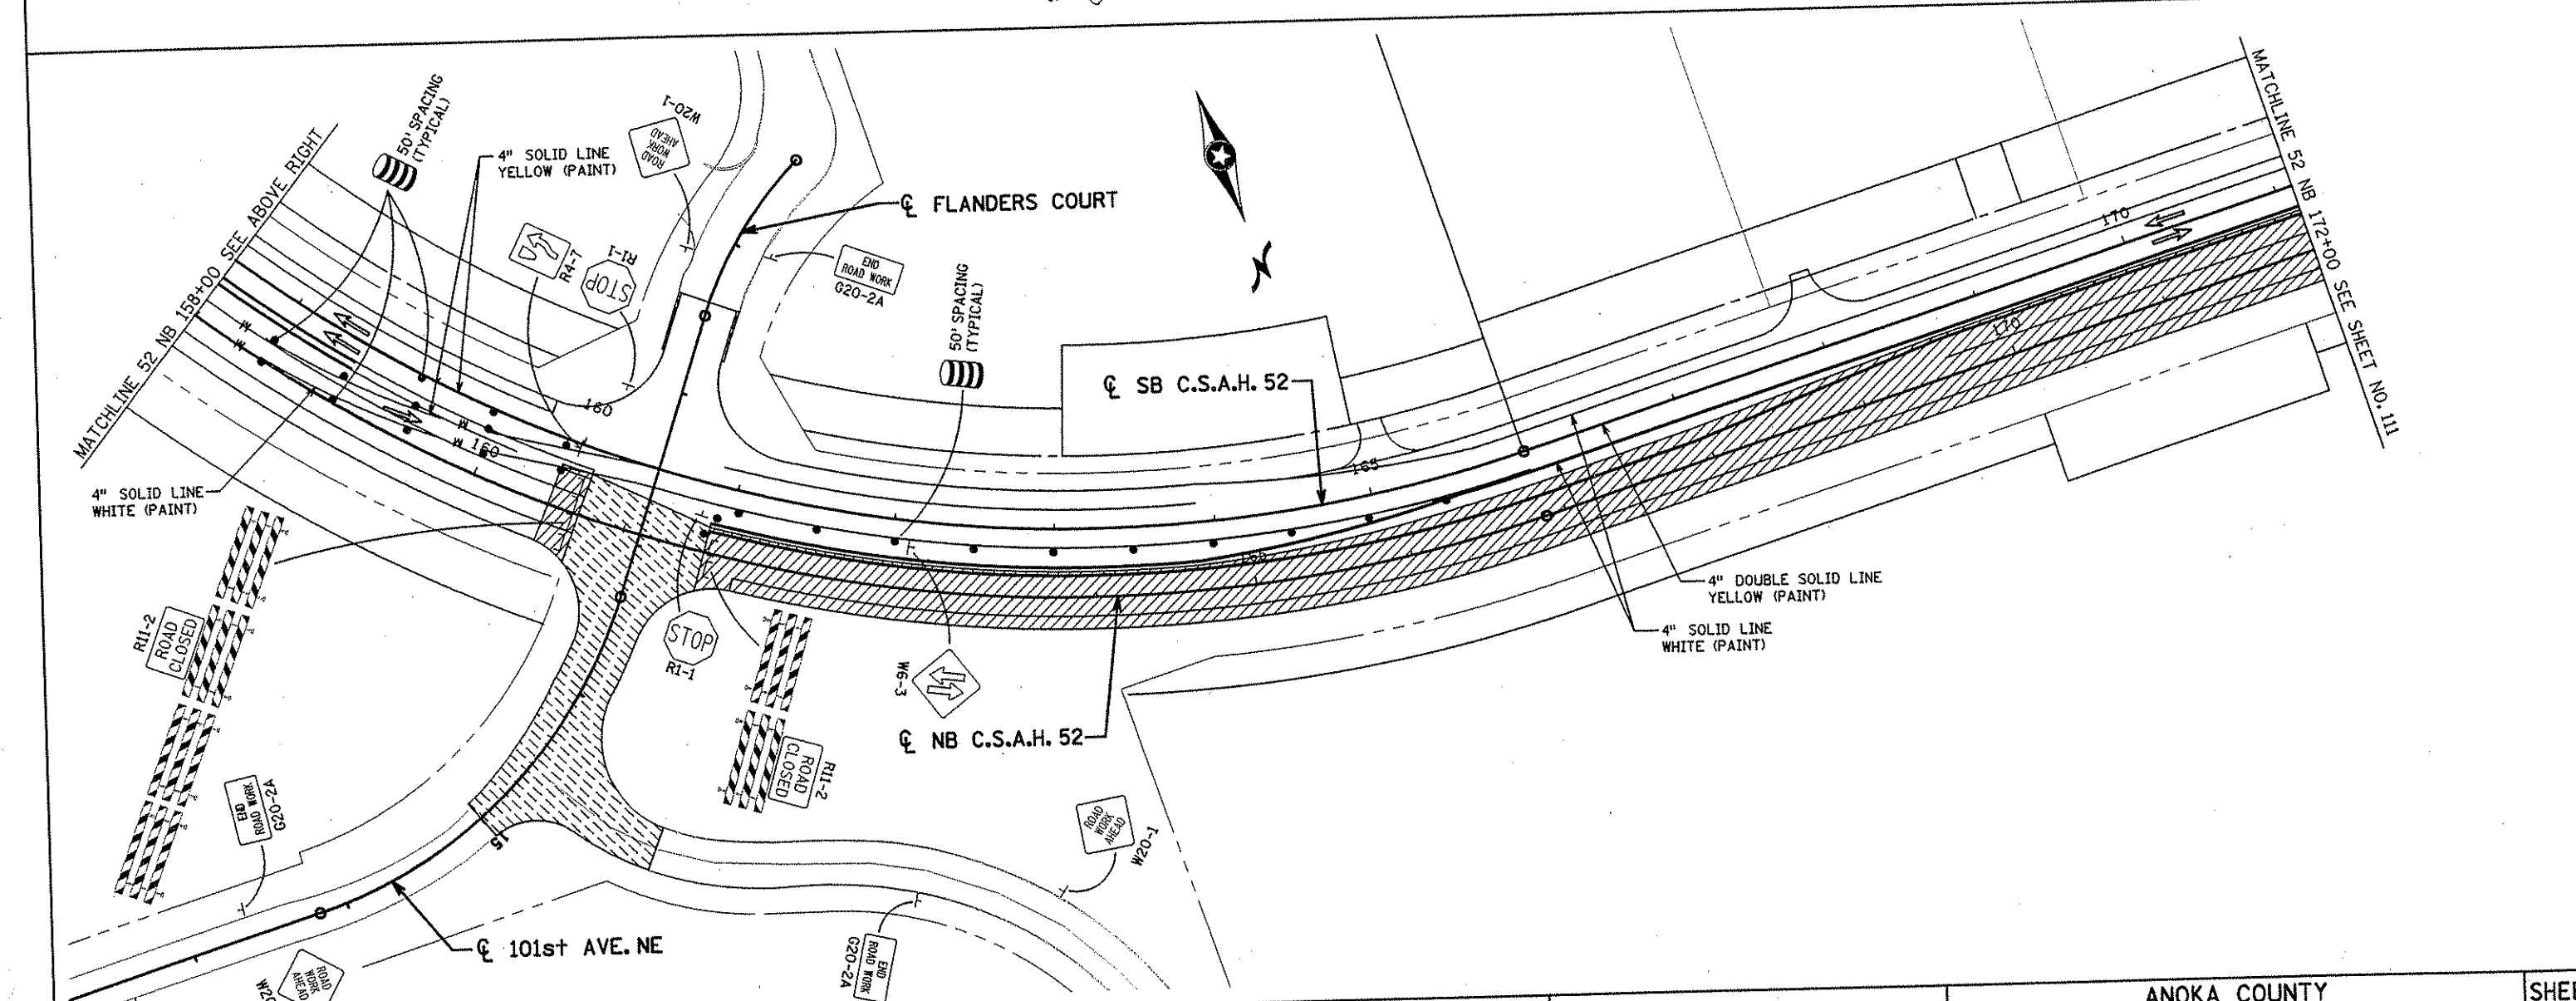 MATCHLINE 52 NB 158+00 SEE ABOVE RIGHT
50' SPACING
(TYPICAL)
4" SOLID LINE
YELLOW (PAINT)
W20-1
ROAD
WORK
AHEAD
R4-7
R1-1
STOP
℄ FLANDERS COURT
END
ROAD WORK
G20-2A
50' SPACING
(TYPICAL)
MATCHLINE 52 NB 172+00 SEE SHEET NO. 111
170
170
℄ SB C.S.A.H. 52
160
160
165
165
4" SOLID LINE
WHITE (PAINT)
4" DOUBLE SOLID LINE
YELLOW (PAINT)
4" SOLID LINE
WHITE (PAINT)
R11-2
ROAD
CLOSED
STOP
R1-1
W6-3
℄ NB C.S.A.H. 52
ROAD
CLOSED
R11-2
END
ROAD WORK
G20-2A
15
ROAD
WORK
AHEAD
W20-1
℄ 101st AVE. NE
END
ROAD WORK
G20-2A
ROAD
WORK
AHEAD
W20
ANOKA COUNTY
SHE